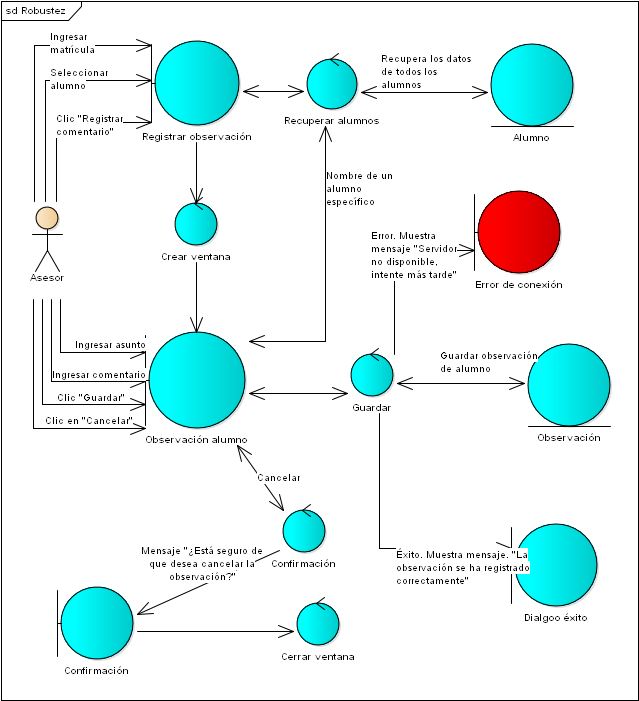 sd Robustez
Ingresar
matrícula
Seleccionar
alumno
Clic "Registrar
comentario"
Registrar observación
Recuperar alumnos
Recupera los datos
de todos los
alumnos
Alumno
Nombre de un
alumno
específico
Crear ventana
Asesor
Error. Muestra
mensaje "Servidor
no disponible,
intente más tarde"
Error de conexión
Ingresar asunto
Ingresar comentario
Clic "Guardar"
Clic en "Cancelar"
Observación alumno
Guardar
Guardar observación
de alumno
Observación
Cancelar
Confirmación
Mensaje "¿Está seguro de
que desea cancelar la
observación?"
Éxito. Muestra mensaje. "La
observación se ha registrado
correctamente"
Dialgoo éxito
Confirmación
Cerrar ventana